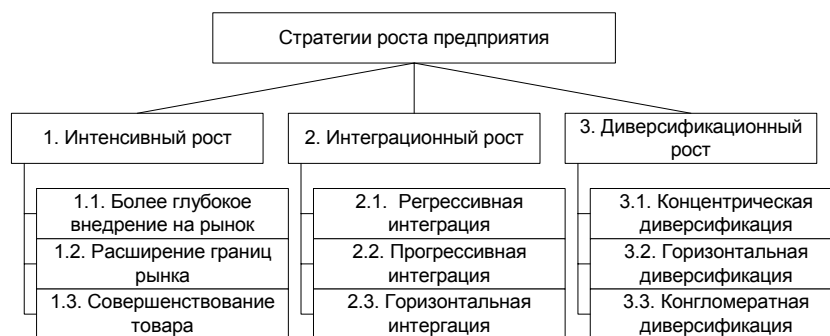 Стратегии роста предприятия
1. Интенсивный рост
2. Интеграционный рост
3. Диверсификационный
рост
1.1. Более глубокое
внедрение на рынок
1.2. Расширение границ
рынка
1.3. Совершенствование
товара
2.1. Регрессивная
интеграция
2.2. Прогрессивная
интеграция
2.3. Горизонтальная
интергация
3.1. Концентрическая
диверсификация
3.2. Горизонтальная
диверсификация
3.3. Конгломератная
диверсификация